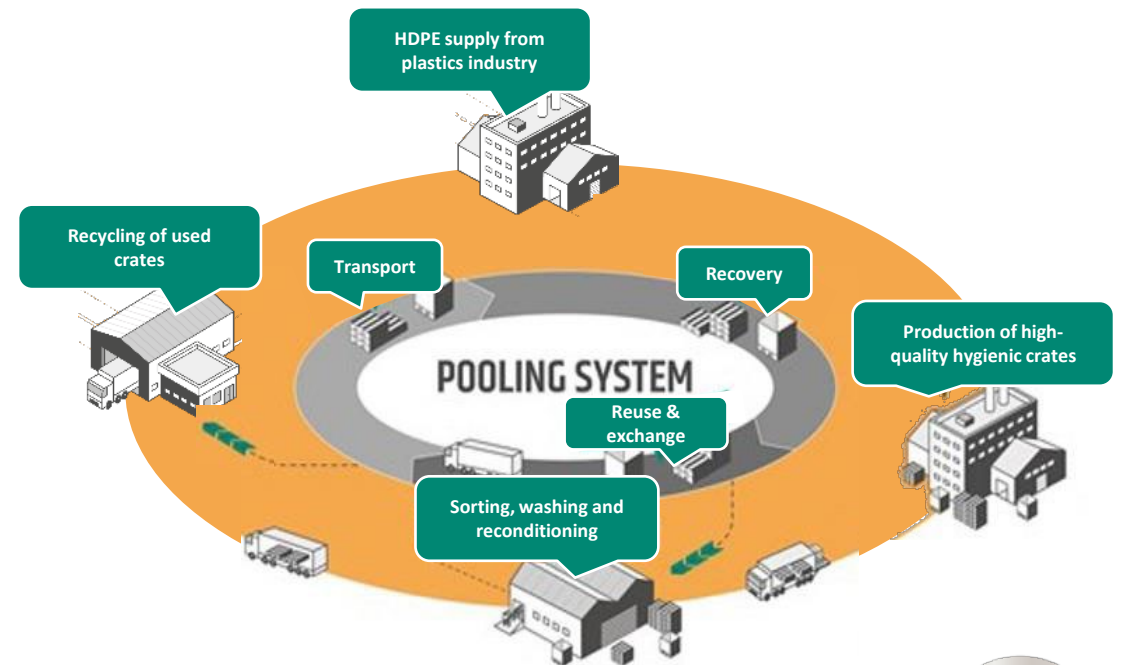 HDPE supply from
plastics industry
Recycling of used
crates
Transport
Recovery
Production of high-
quality hygienic crates
POOLING SYSTEM
Reuse &
exchange
Sorting, washing and
reconditioning